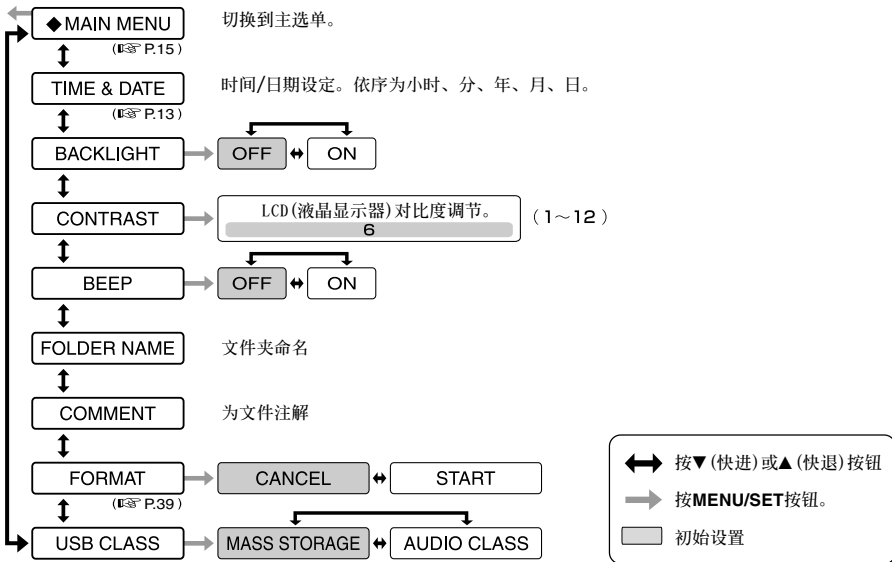 ◆MAIN MENU 切换到主选单。
(☞ P.15)
TIME & DATE 时间/日期设定。依序为小时、分、年、月、日。
(☞ P.13)
BACKLIGHT OFF ON
CONTRAST LCD(液晶显示器)对比度调节。 (1～12)
6
BEEP OFF ON
FOLDER NAME 文件夹命名
COMMENT 为文件注解
FORMAT CANCEL START
(☞ P.39)
USB CLASS MASS STORAGE AUDIO CLASS
按▼(快进)或▲(快退)按钮
按MENU/SET按钮。
初始设置